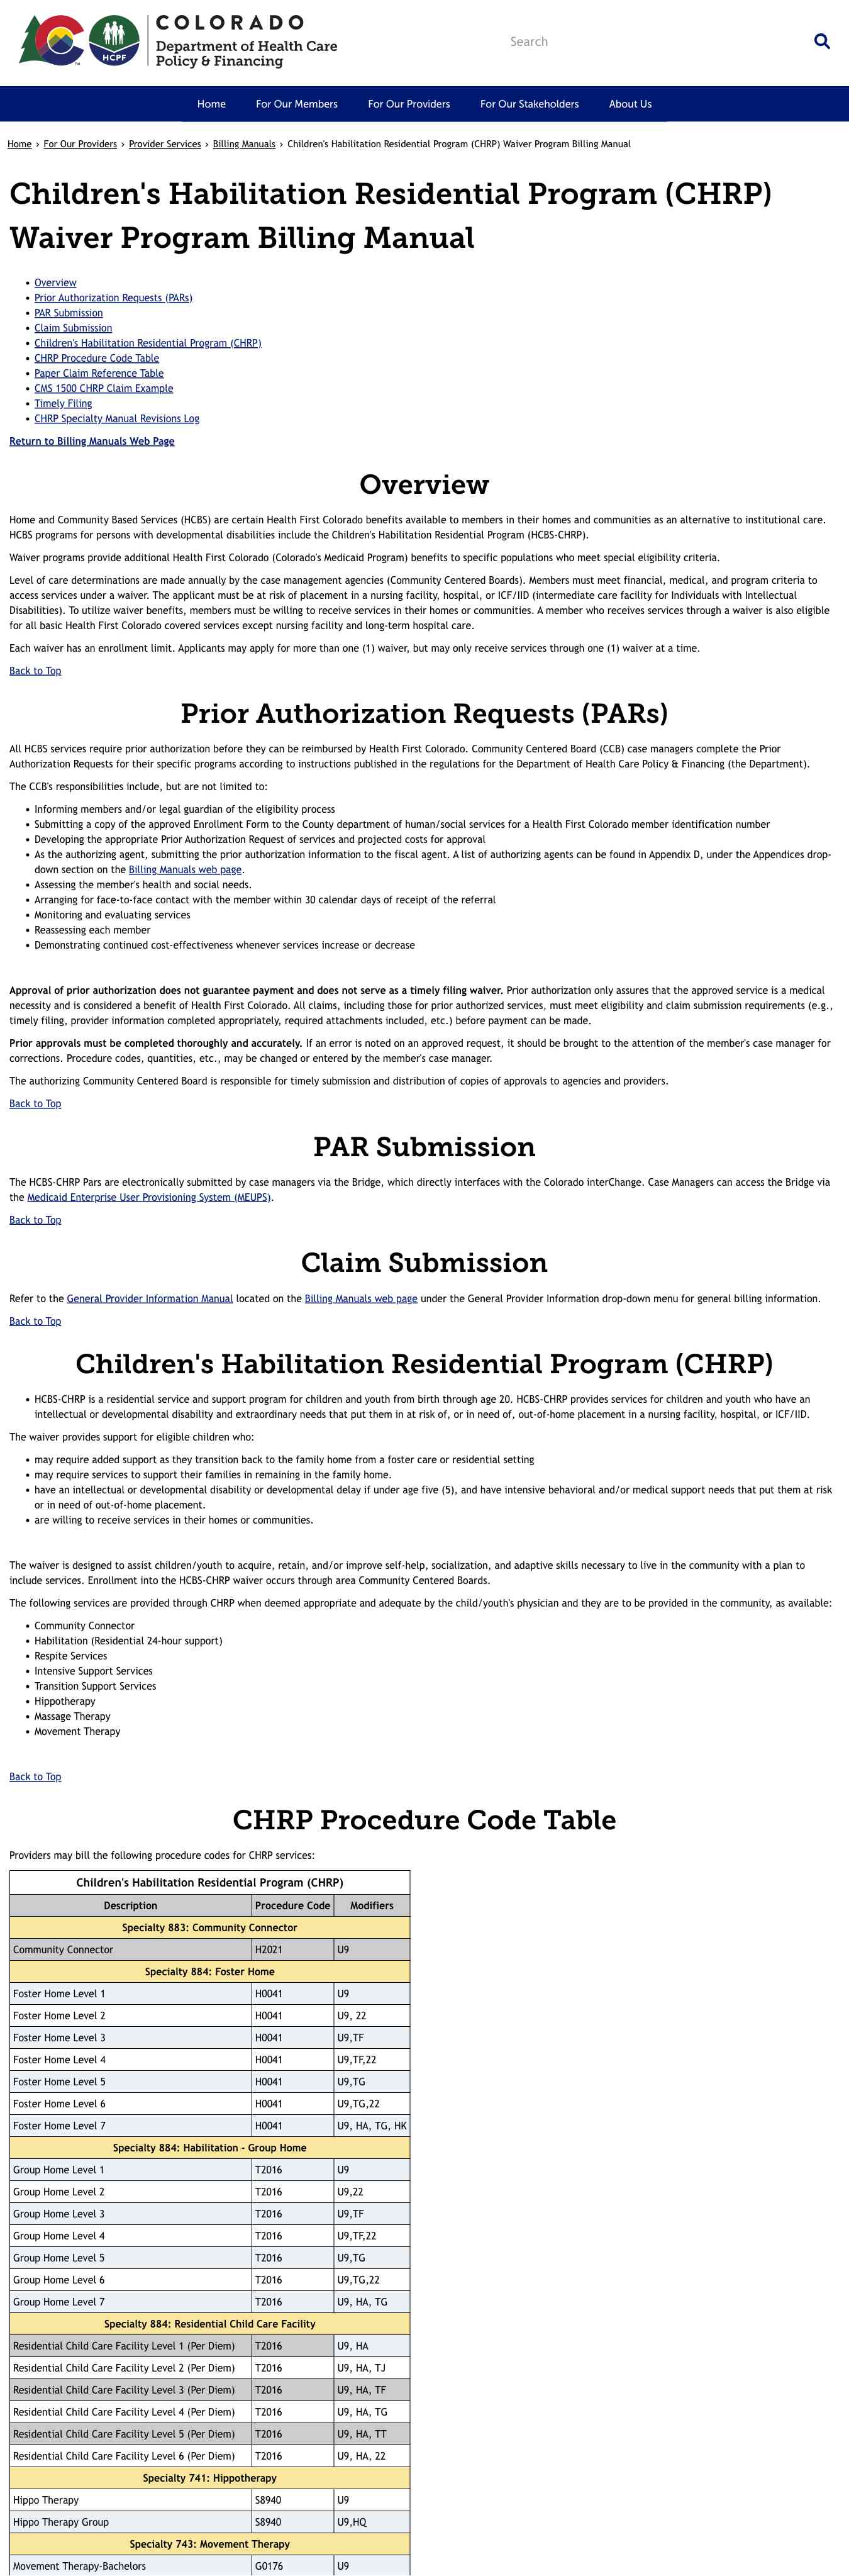 COLORADO
Department of Health Care
Policy & Financing
HCPF
TM
Search
Home For Our Members For Our Providers For Our Stakeholders About Us
Home › For Our Providers › Provider Services › Billing Manuals › Children's Habilitation Residential Program (CHRP) Waiver Program Billing Manual
Children's Habilitation Residential Program (CHRP)
Waiver Program Billing Manual
• Overview
• Prior Authorization Requests (PARs)
• PAR Submission
• Claim Submission
• Children's Habilitation Residential Program (CHRP)
• CHRP Procedure Code Table
• Paper Claim Reference Table
• CMS 1500 CHRP Claim Example
• Timely Filing
• CHRP Specialty Manual Revisions Log
Return to Billing Manuals Web Page
Overview
Home and Community Based Services (HCBS) are certain Health First Colorado benefits available to members in their homes and communities as an alternative to institutional care.
HCBS programs for persons with developmental disabilities include the Children's Habilitation Residential Program (HCBS-CHRP).
Waiver programs provide additional Health First Colorado (Colorado's Medicaid Program) benefits to specific populations who meet special eligibility criteria.
Level of care determinations are made annually by the case management agencies (Community Centered Boards). Members must meet financial, medical, and program criteria to
access services under a waiver. The applicant must be at risk of placement in a nursing facility, hospital, or ICF/IID (intermediate care facility for Individuals with Intellectual
Disabilities). To utilize waiver benefits, members must be willing to receive services in their homes or communities. A member who receives services through a waiver is also eligible
for all basic Health First Colorado covered services except nursing facility and long-term hospital care.
Each waiver has an enrollment limit. Applicants may apply for more than one (1) waiver, but may only receive services through one (1) waiver at a time.
Back to Top
Prior Authorization Requests (PARs)
All HCBS services require prior authorization before they can be reimbursed by Health First Colorado. Community Centered Board (CCB) case managers complete the Prior
Authorization Requests for their specific programs according to instructions published in the regulations for the Department of Health Care Policy & Financing (the Department).
The CCB's responsibilities include, but are not limited to:
• Informing members and/or legal guardian of the eligibility process
• Submitting a copy of the approved Enrollment Form to the County department of human/social services for a Health First Colorado member identification number
• Developing the appropriate Prior Authorization Request of services and projected costs for approval
• As the authorizing agent, submitting the prior authorization information to the fiscal agent. A list of authorizing agents can be found in Appendix D, under the Appendices drop-
down section on the Billing Manuals web page.
• Assessing the member's health and social needs.
• Arranging for face-to-face contact with the member within 30 calendar days of receipt of the referral
• Monitoring and evaluating services
• Reassessing each member
• Demonstrating continued cost-effectiveness whenever services increase or decrease
Approval of prior authorization does not guarantee payment and does not serve as a timely filing waiver. Prior authorization only assures that the approved service is a medical
necessity and is considered a benefit of Health First Colorado. All claims, including those for prior authorized services, must meet eligibility and claim submission requirements (e.g.,
timely filing, provider information completed appropriately, required attachments included, etc.) before payment can be made.
Prior approvals must be completed thoroughly and accurately. If an error is noted on an approved request, it should be brought to the attention of the member's case manager for
corrections. Procedure codes, quantities, etc., may be changed or entered by the member's case manager.
The authorizing Community Centered Board is responsible for timely submission and distribution of copies of approvals to agencies and providers.
Back to Top
PAR Submission
The HCBS-CHRP Pars are electronically submitted by case managers via the Bridge, which directly interfaces with the Colorado interChange. Case Managers can access the Bridge via
the Medicaid Enterprise User Provisioning System (MEUPS).
Back to Top
Claim Submission
Refer to the General Provider Information Manual located on the Billing Manuals web page under the General Provider Information drop-down menu for general billing information.
Back to Top
Children's Habilitation Residential Program (CHRP)
• HCBS-CHRP is a residential service and support program for children and youth from birth through age 20. HCBS-CHRP provides services for children and youth who have an
intellectual or developmental disability and extraordinary needs that put them in at risk of, or in need of, out-of-home placement in a nursing facility, hospital, or ICF/IID.
The waiver provides support for eligible children who:
• may require added support as they transition back to the family home from a foster care or residential setting
• may require services to support their families in remaining in the family home.
• have an intellectual or developmental disability or developmental delay if under age five (5), and have intensive behavioral and/or medical support needs that put them at risk
or in need of out-of-home placement.
• are willing to receive services in their homes or communities.
The waiver is designed to assist children/youth to acquire, retain, and/or improve self-help, socialization, and adaptive skills necessary to live in the community with a plan to
include services. Enrollment into the HCBS-CHRP waiver occurs through area Community Centered Boards.
The following services are provided through CHRP when deemed appropriate and adequate by the child/youth's physician and they are to be provided in the community, as available:
• Community Connector
• Habilitation (Residential 24-hour support)
• Respite Services
• Intensive Support Services
• Transition Support Services
• Hippotherapy
• Massage Therapy
• Movement Therapy
Back to Top
CHRP Procedure Code Table
Providers may bill the following procedure codes for CHRP services:
Children's Habilitation Residential Program (CHRP)
Description Procedure Code Modifiers
Specialty 883: Community Connector
Community Connector H2021 U9
Specialty 884: Foster Home
Foster Home Level 1 H0041 U9
Foster Home Level 2 H0041 U9, 22
Foster Home Level 3 H0041 U9,TF
Foster Home Level 4 H0041 U9,TF,22
Foster Home Level 5 H0041 U9,TG
Foster Home Level 6 H0041 U9,TG,22
Foster Home Level 7 H0041 U9, HA, TG, HK
Specialty 884: Habilitation - Group Home
Group Home Level 1 T2016 U9
Group Home Level 2 T2016 U9,22
Group Home Level 3 T2016 U9,TF
Group Home Level 4 T2016 U9,TF,22
Group Home Level 5 T2016 U9,TG
Group Home Level 6 T2016 U9,TG,22
Group Home Level 7 T2016 U9, HA, TG
Specialty 884: Residential Child Care Facility
Residential Child Care Facility Level 1 (Per Diem) T2016 U9, HA
Residential Child Care Facility Level 2 (Per Diem) T2016 U9, HA, TJ
Residential Child Care Facility Level 3 (Per Diem) T2016 U9, HA, TF
Residential Child Care Facility Level 4 (Per Diem) T2016 U9, HA, TG
Residential Child Care Facility Level 5 (Per Diem) T2016 U9, HA, TT
Residential Child Care Facility Level 6 (Per Diem) T2016 U9, HA, 22
Specialty 741: Hippotherapy
Hippo Therapy S8940 U9
Hippo Therapy Group S8940 U9,HQ
Specialty 743: Movement Therapy
Movement Therapy-Bachelors G0176 U9